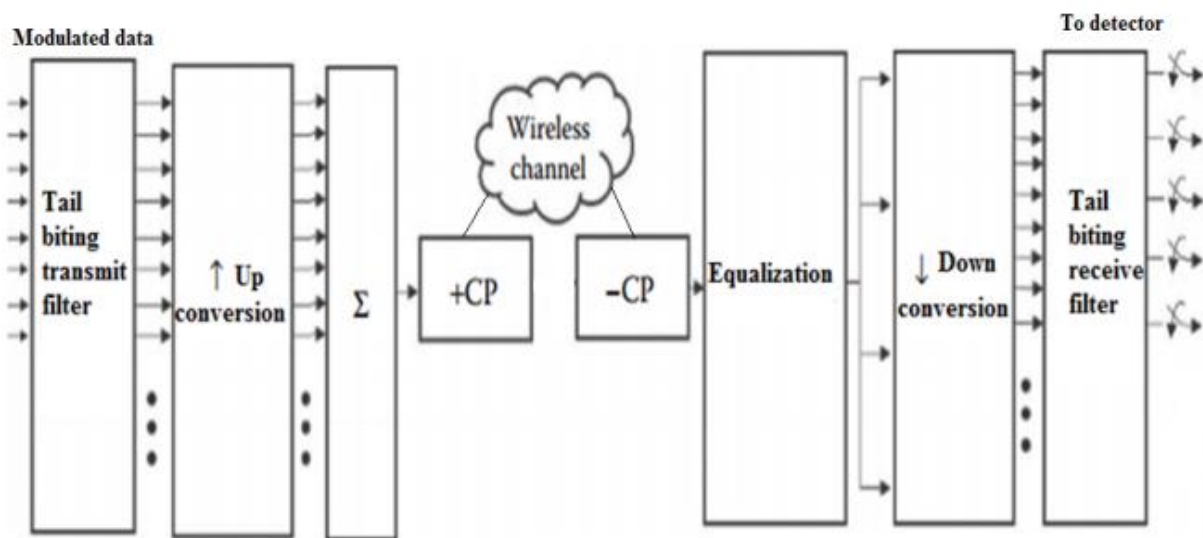 Modulated data
Tail
biting
transmit
filter
↑ Up
conversion
Σ
+CP
Wireless
channel
−CP
Equalization
↓ Down
conversion
To detector
Tail
biting
receive
filter